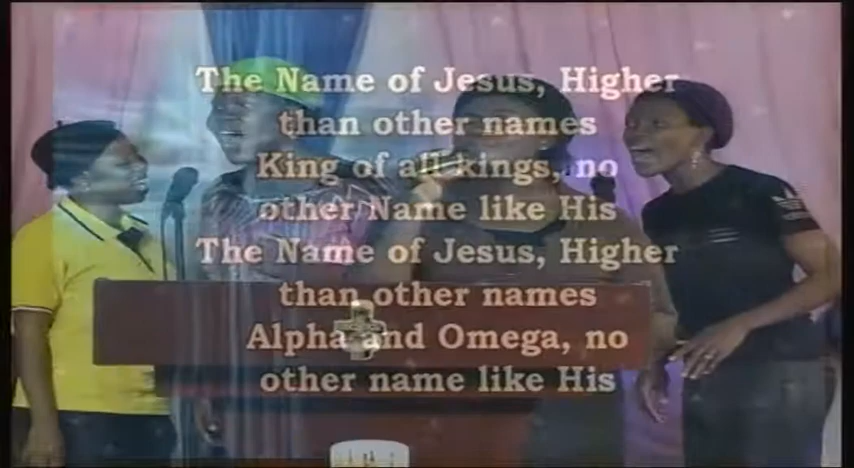 The Name of Jesus, Higher
than other names
King of all kings, no
other Name like His
The Name of Jesus, Higher
than other names
Alpha and Omega, no
other name like His